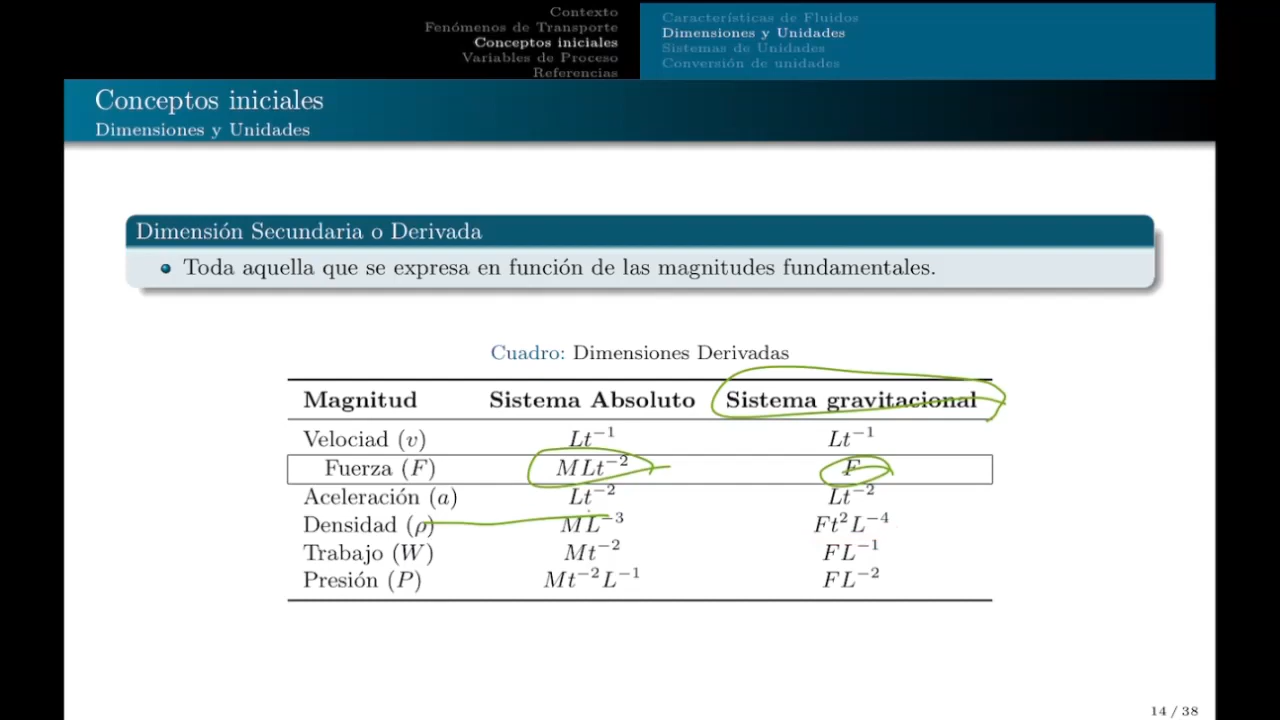 Contexto
Fenómenos de Transporte
Conceptos iniciales
Variables de Proceso
Referencias
Características de Fluidos
Dimensiones y Unidades
Sistemas de Unidades
Conversión de unidades
Conceptos iniciales
Dimensiones y Unidades
Dimensión Secundaria o Derivada
Toda aquella que se expresa en función de las magnitudes fundamentales.
Cuadro: Dimensiones Derivadas
Magnitud Sistema Absoluto Sistema gravitacional
Velociad (v) Lt⁻¹ Lt⁻¹
Fuerza (F) MLt⁻² F
Aceleración (a) Lt⁻² Lt⁻²
Densidad (ρ) ML⁻³ Ft²L⁻⁴
Trabajo (W) Mt⁻² FL⁻¹
Presión (P) Mt⁻²L⁻¹ FL⁻²
14 / 38